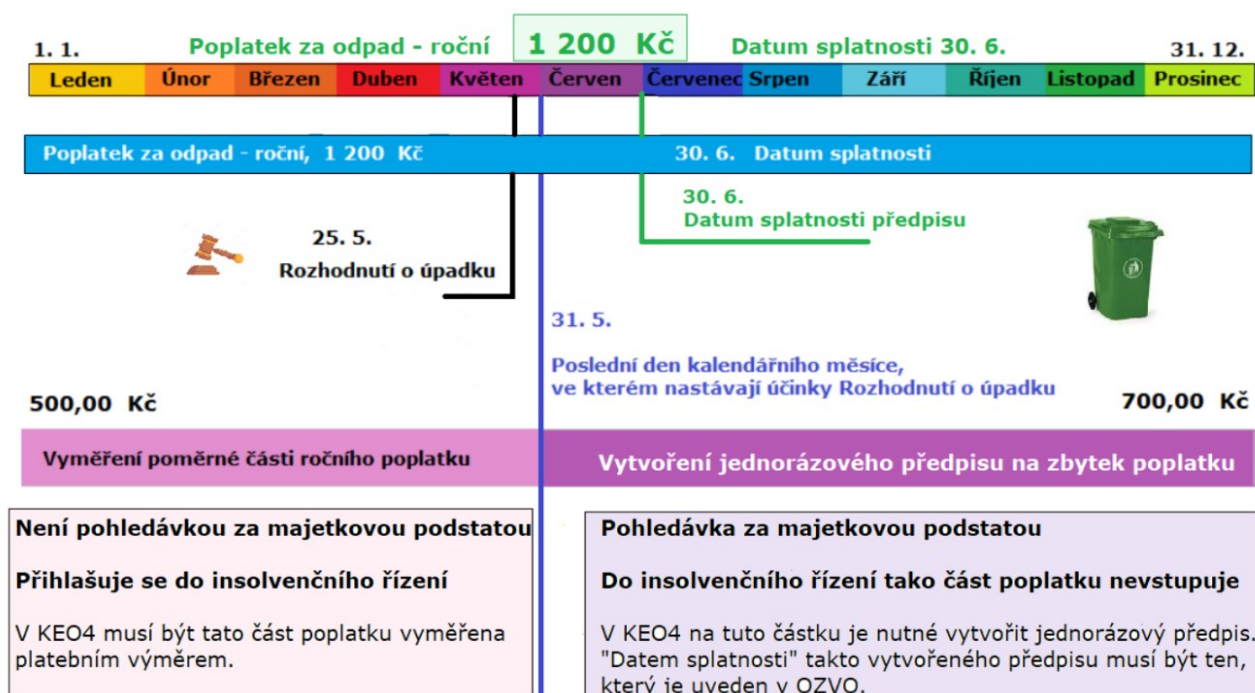 1. 1. Poplatek za odpad - roční 1 200 Kč Datum splatnosti 30. 6. 31. 12.
Leden Únor Březen Duben Květen Červen Červenec Srpen Září Říjen Listopad Prosinec
Poplatek za odpad - roční, 1 200 Kč 30. 6. Datum splatnosti
30. 6.
Datum splatnosti předpisu
25. 5.
Rozhodnutí o úpadku
31. 5.
Poslední den kalendářního měsíce,
ve kterém nastávají účinky Rozhodnutí o úpadku
500,00 Kč 700,00 Kč
Vyměření poměrné části ročního poplatku
Vytvoření jednorázového předpisu na zbytek poplatku
Není pohledávkou za majetkovou podstatou
Přihlašuje se do insolvenčního řízení
V KEO4 musí být tato část poplatku vyměřena
platebním výměrem.
Pohledávka za majetkovou podstatou
Do insolvenčního řízení tako část poplatku nevstupuje
V KEO4 na tuto částku je nutné vytvořit jednorázový předpis.
"Datem splatnosti" takto vytvořeného předpisu musí být ten,
který je uveden v OZVO.